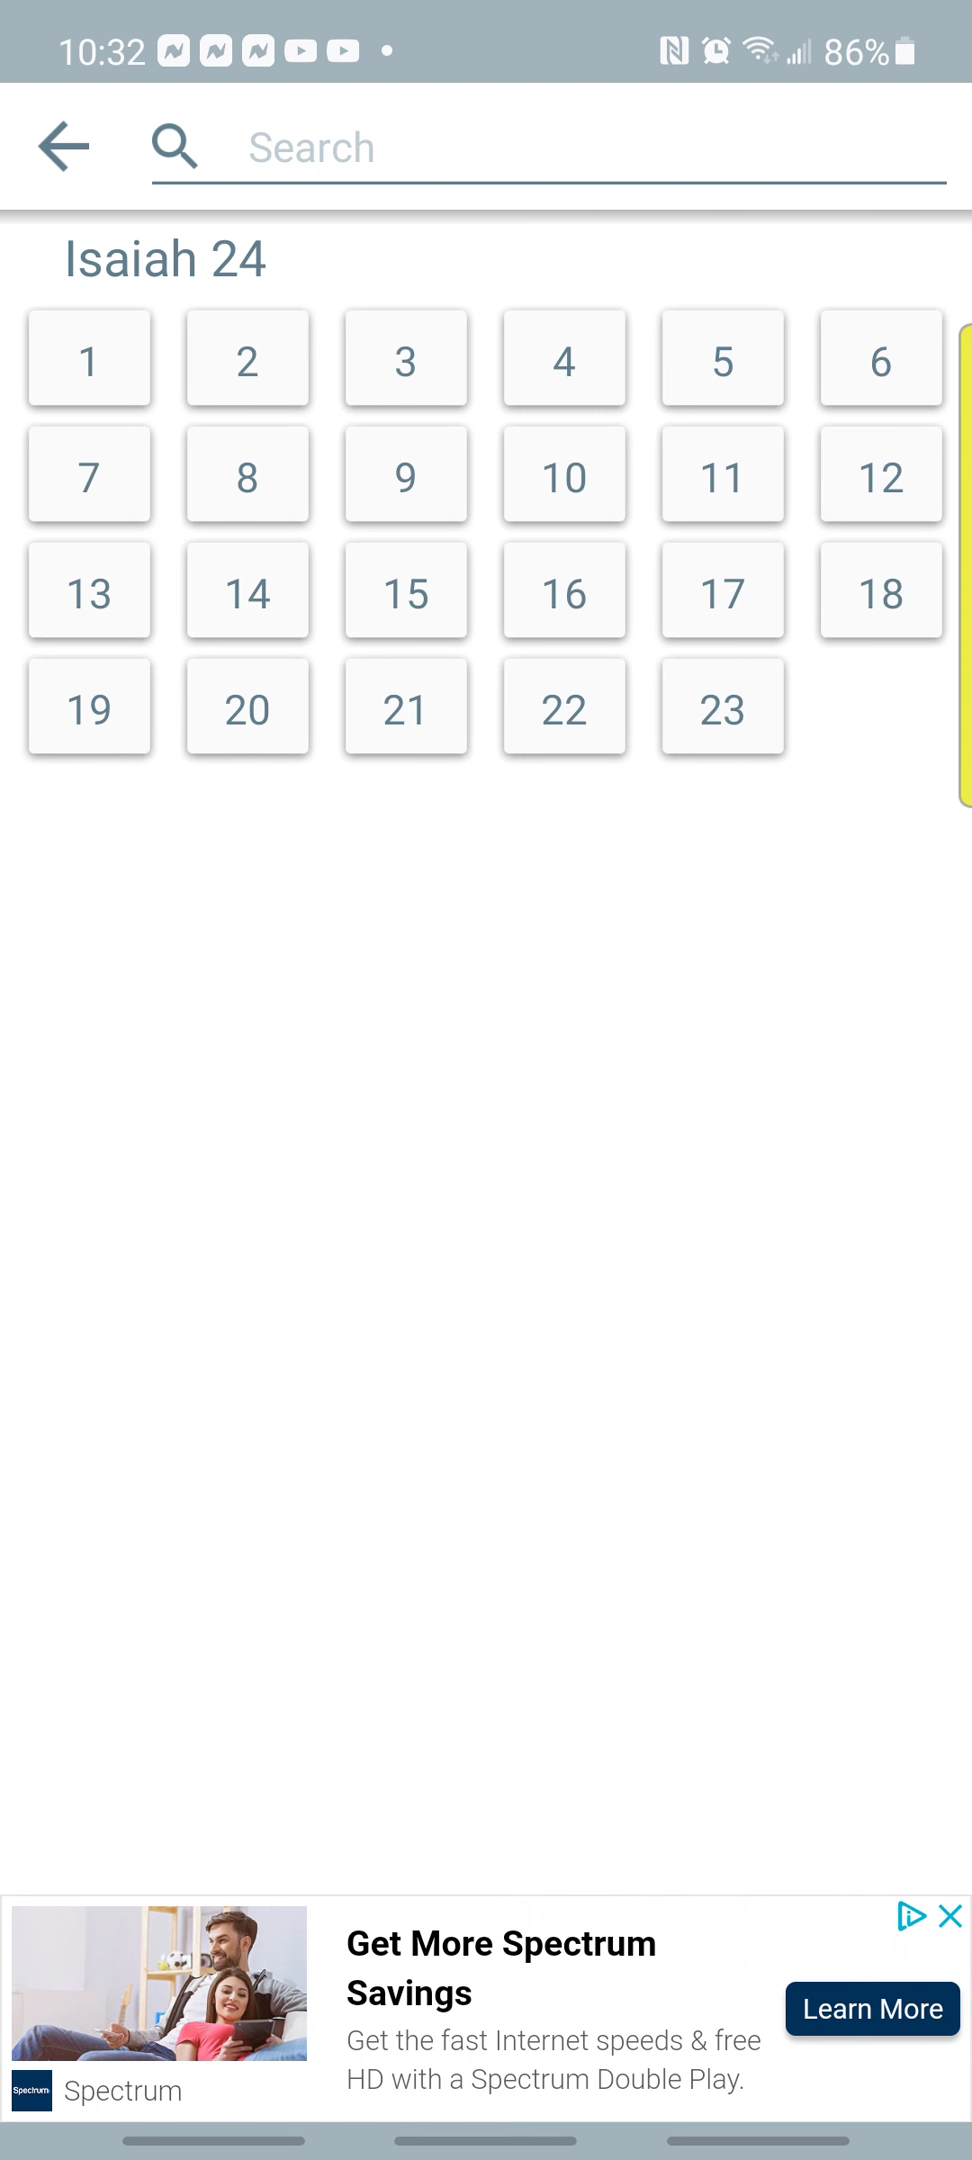 10:32 86%
Search
Isaiah 24
1 2 3 4 5 6
7 8 9 10 11 12
13 14 15 16 17 18
19 20 21 22 23
Get More Spectrum
Savings
Get the fast Internet speeds & free
HD with a Spectrum Double Play.
Learn More
Spectrum
Spectrum